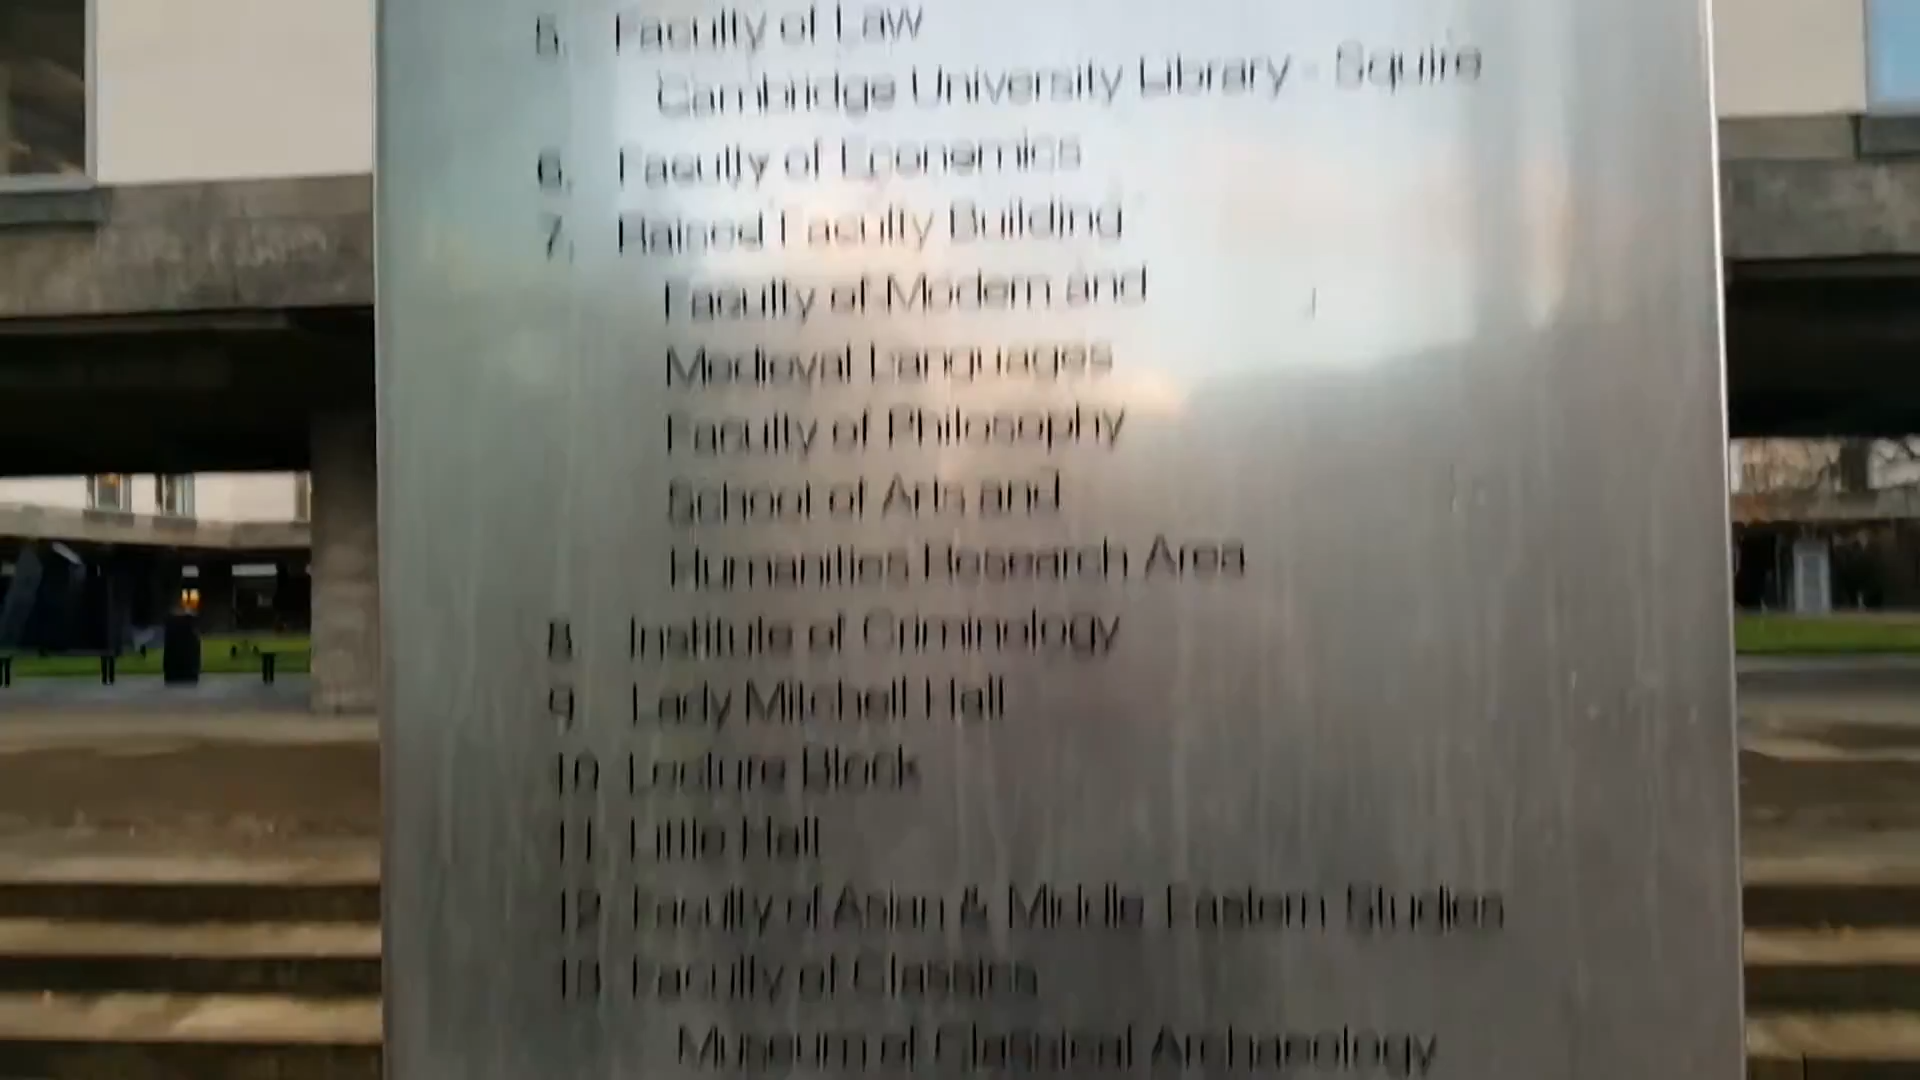 5. Faculty of Law
Cambridge University Library - Squire
6. Faculty of Economics
7. Raised Faculty Building
Faculty of Modern and
Medieval Languages
Faculty of Philosophy
School of Arts and
Humanities Research Area
8 Institute of Criminology
9 Lady Mitchell Hall
10 Lecture Block
11 Little Hall
12 Faculty of Asian & Middle Eastern Studies
13 Faculty of Classics
Museum of Classical Archaeology